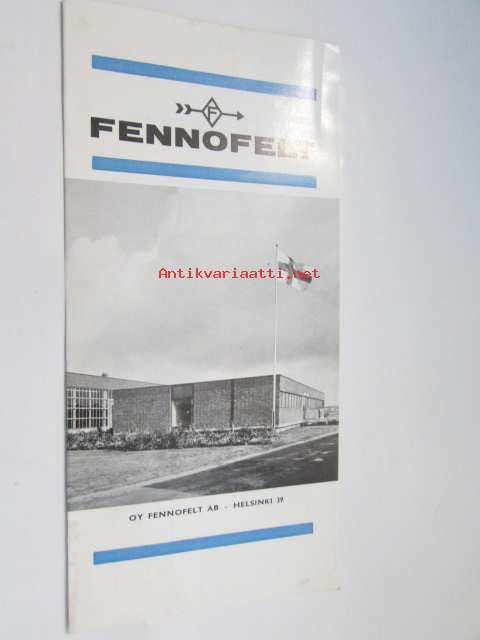 F
FENNOFELT
Antikvariaatti.net
OY FENNOFELT AB - HELSINKI 39